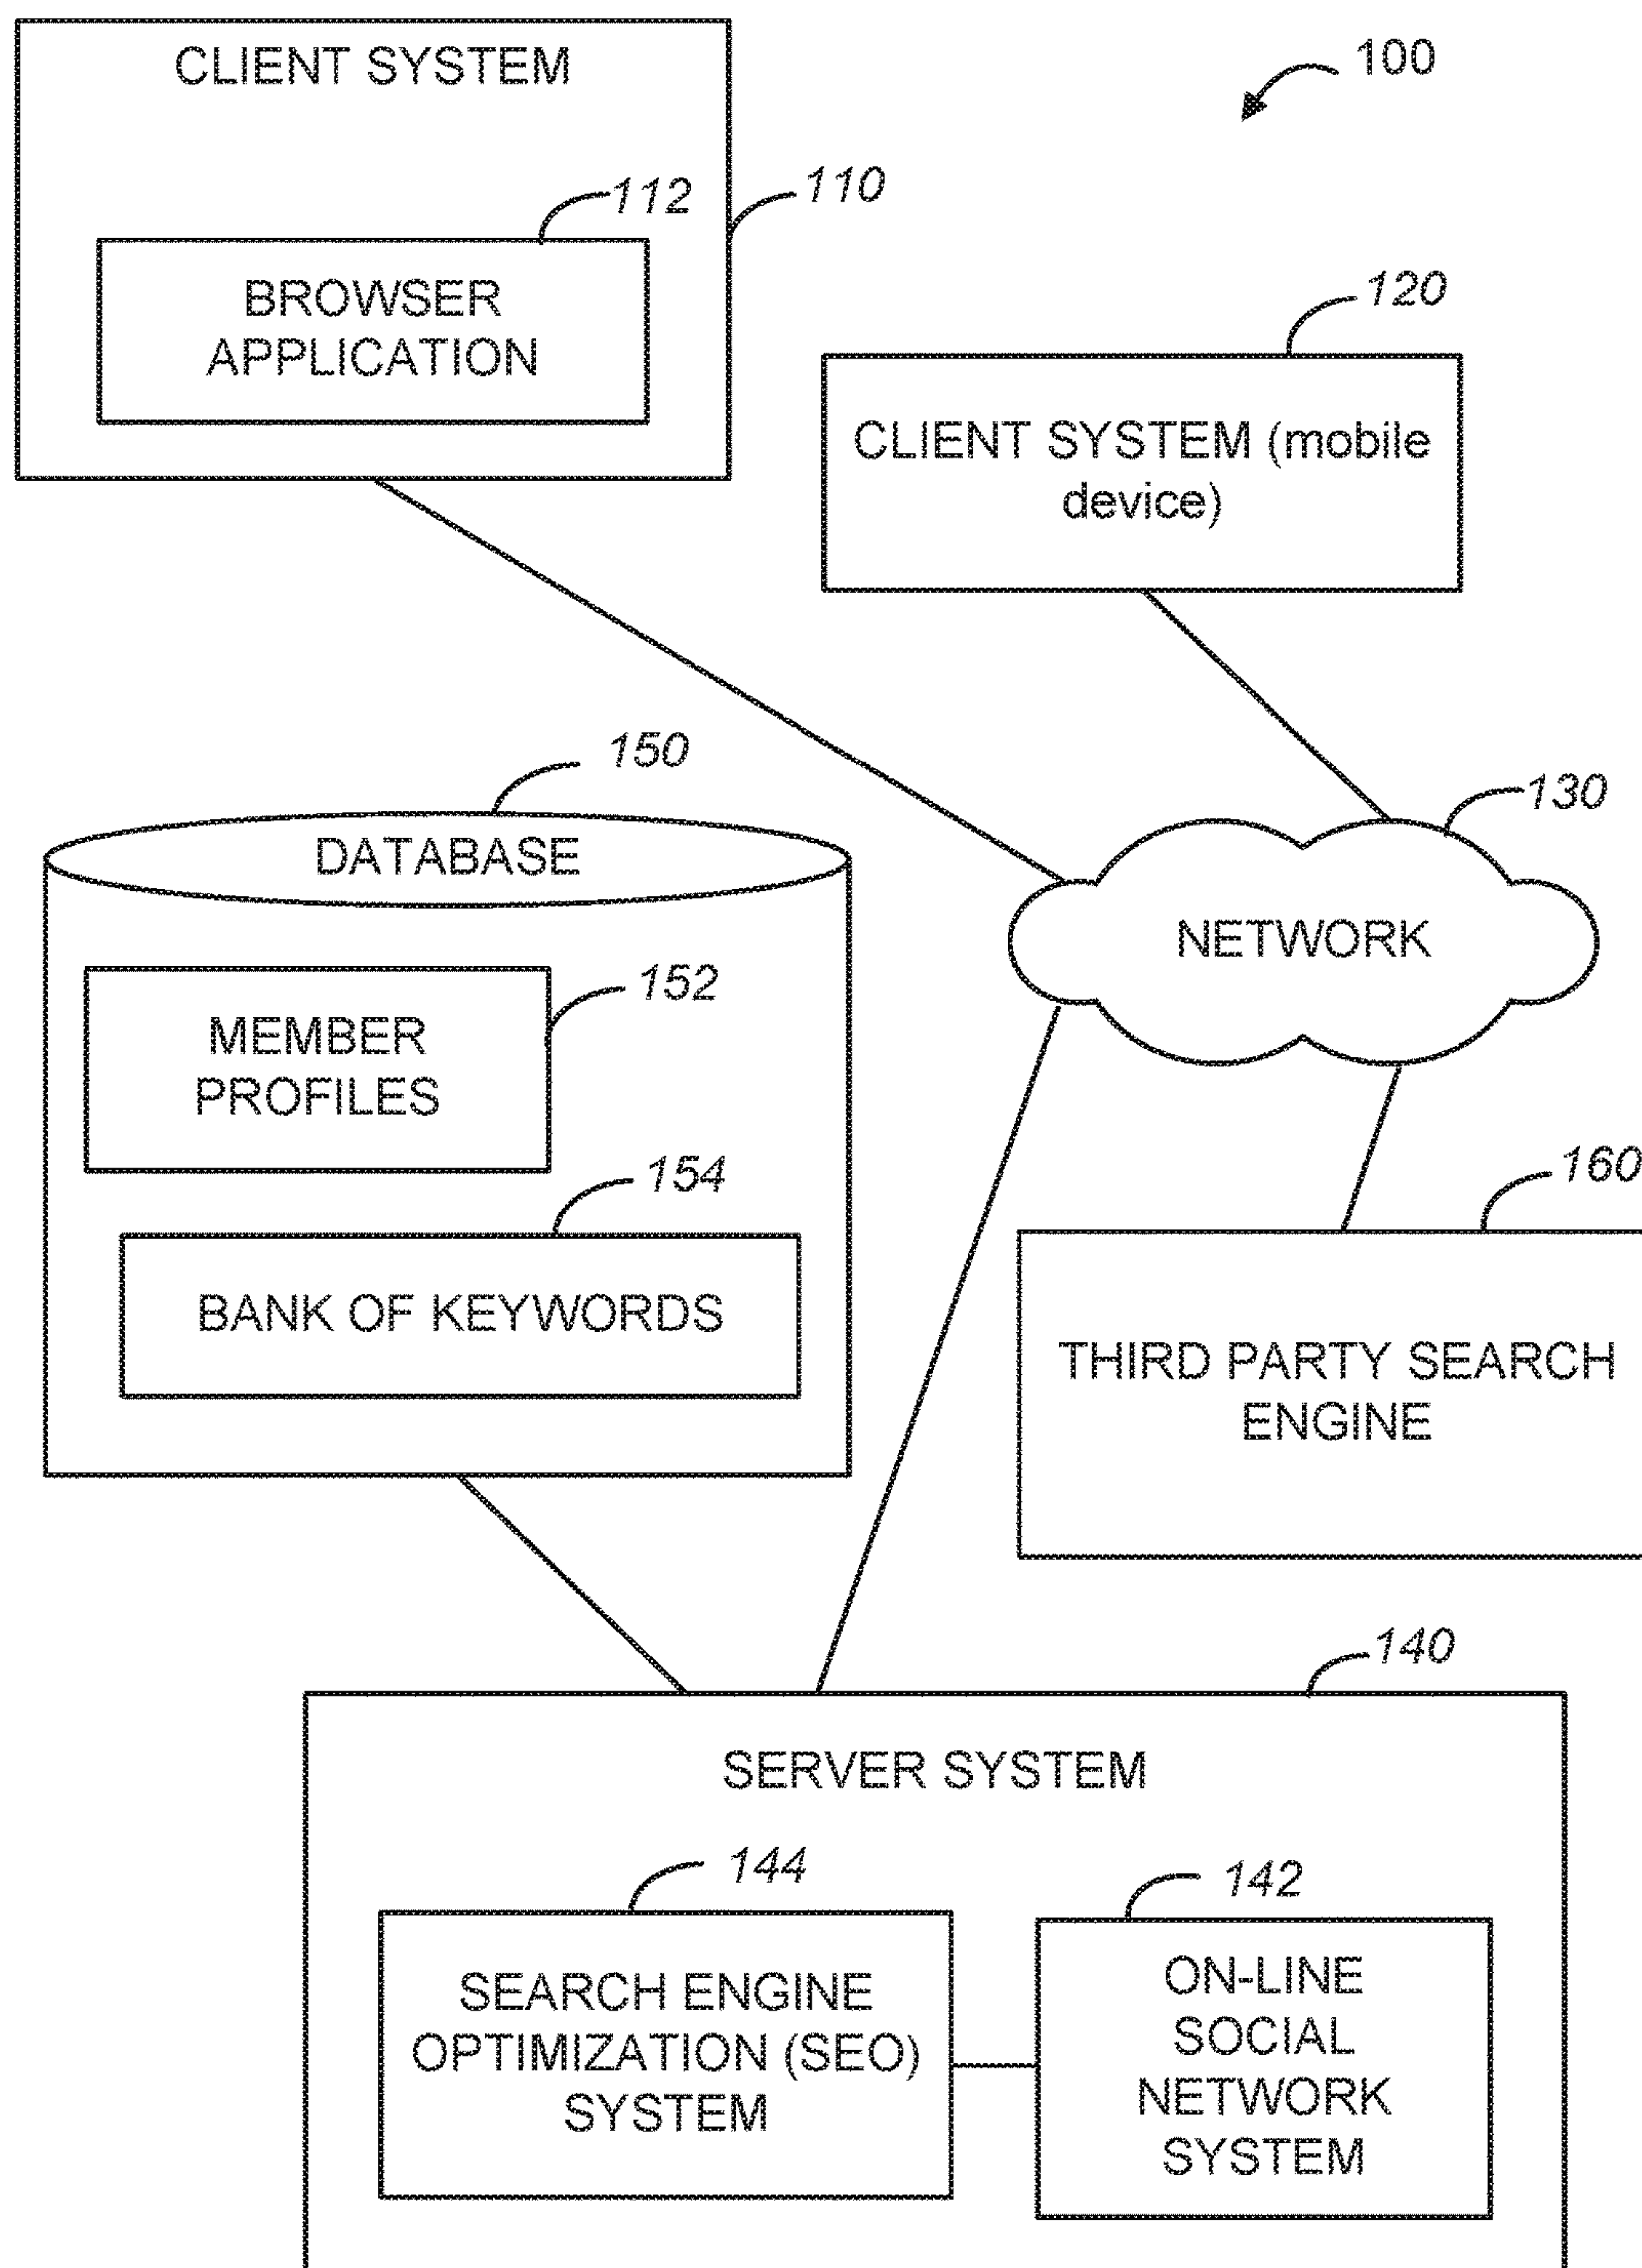 CLIENT SYSTEM
100
112
110
BROWSER
APPLICATION
120
CLIENT SYSTEM (mobile
device)
150
130
DATABASE
NETWORK
152
MEMBER
PROFILES
154
160
BANK OF KEYWORDS
THIRD PARTY SEARCH
ENGINE
140
SERVER SYSTEM
144
142
SEARCH ENGINE
OPTIMIZATION (SEO)
SYSTEM
ON-LINE
SOCIAL
NETWORK
SYSTEM